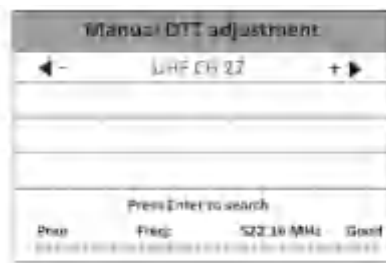 Manual DTT adjustment
◀ - UHF CH 27 + ▶
Press Enter to search
Poor Freq: 522.16 MHz Good